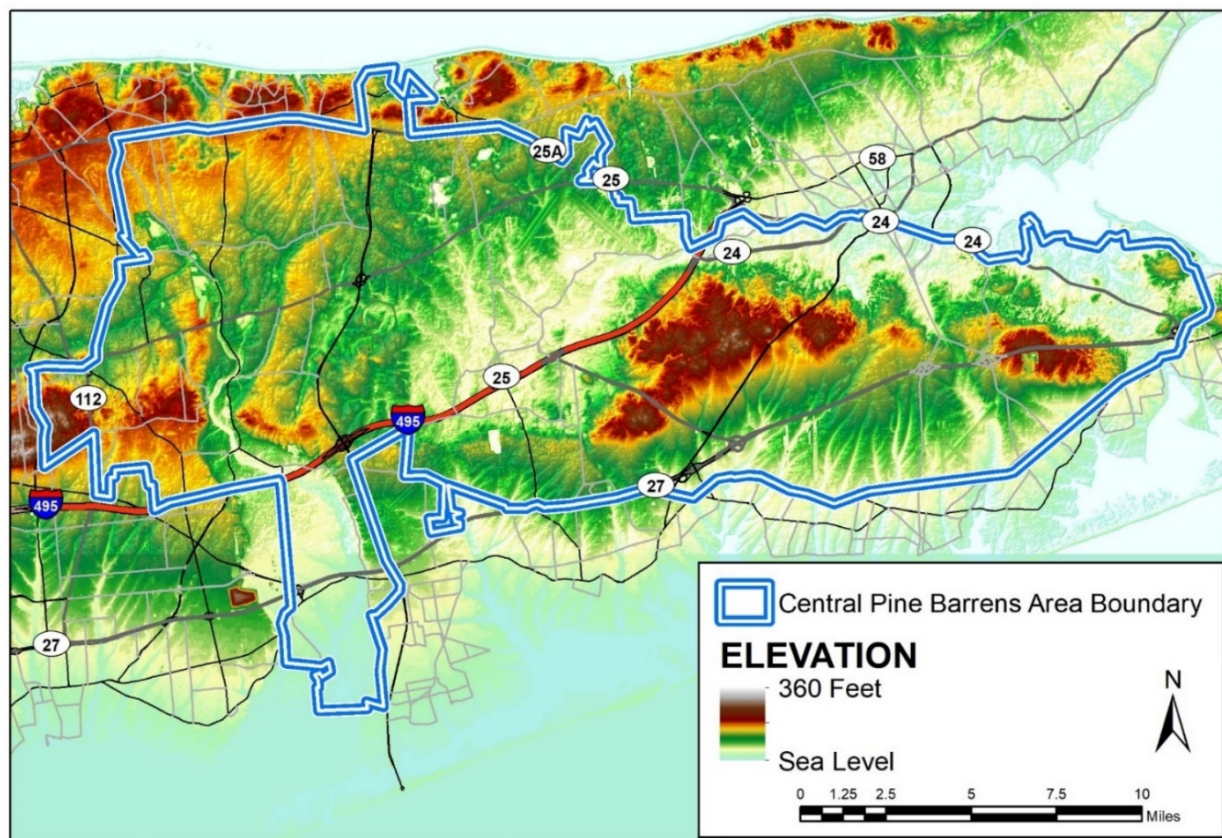 25A
58
25
24
24
24
25
112
495
27
495
27
Central Pine Barrens Area Boundary
ELEVATION
360 Feet
Sea Level
N
0 1.25 2.5 5 7.5 10
Miles